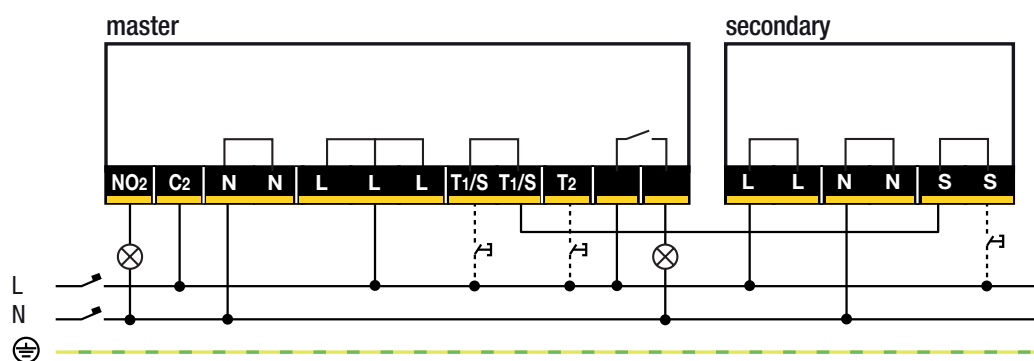 master secondary
NO2 C2 N N L L L T1/S T1/S T2 L L N N S S
L
N